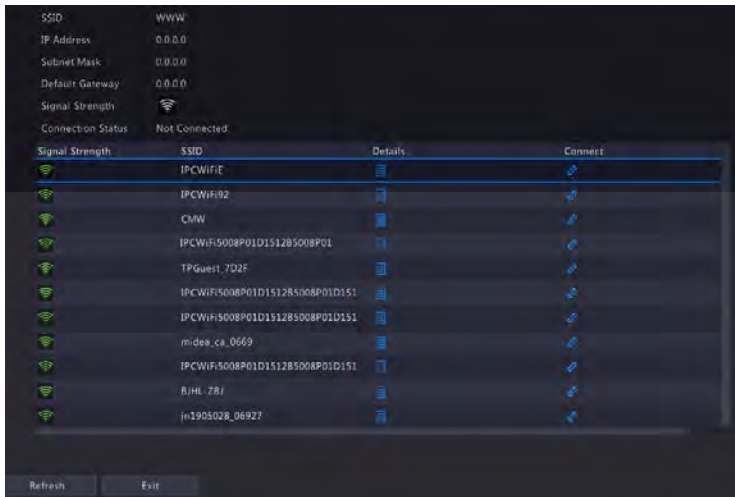 SSID WWW
IP Address 0.0.0.0
Subnet Mask 0.0.0.0
Default Gateway 0.0.0.0
Signal Strength
Connection Status Not Connected
Signal Strength SSID Details Connect
IPCWiFiE
IPCWiFi92
CMW
IPCWiFi5008P01D1512B5008P01
TPGuest_7D2F
IPCWiFi5008P01D1512B5008P01D151
IPCWiFi5008P01D1512B5008P01D151
midea_ca_0669
IPCWiFi5008P01D1512B5008P01D151
BJHL-ZBJ
jn1905028_06927
Refresh Exit